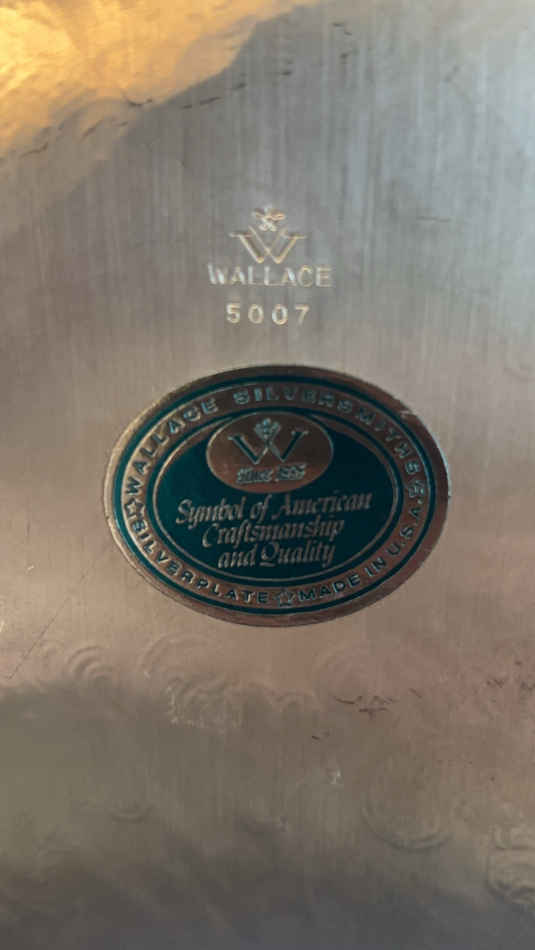 W
WALLACE
5007
WALLACE SILVERSMITHS
W
SINCE 1835
Symbol of American
Craftsmanship
and Quality
SILVERPLATE ☆ MADE IN U.S.A.